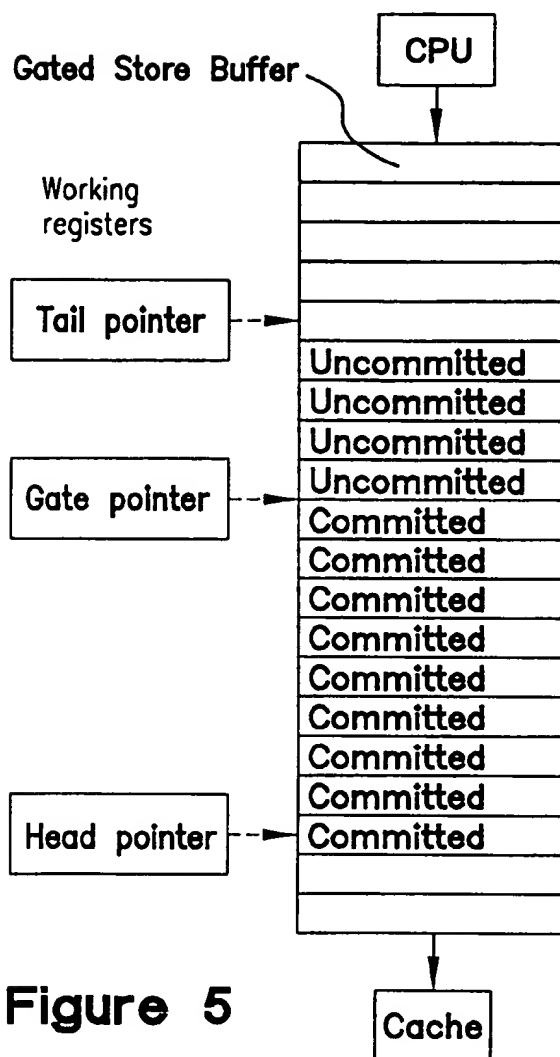 CPU
Gated Store Buffer
Working
registers
Tail pointer
Uncommitted
Uncommitted
Uncommitted
Uncommitted
Gate pointer
Committed
Committed
Committed
Committed
Committed
Committed
Committed
Committed
Head pointer
Committed
Figure 5
Cache